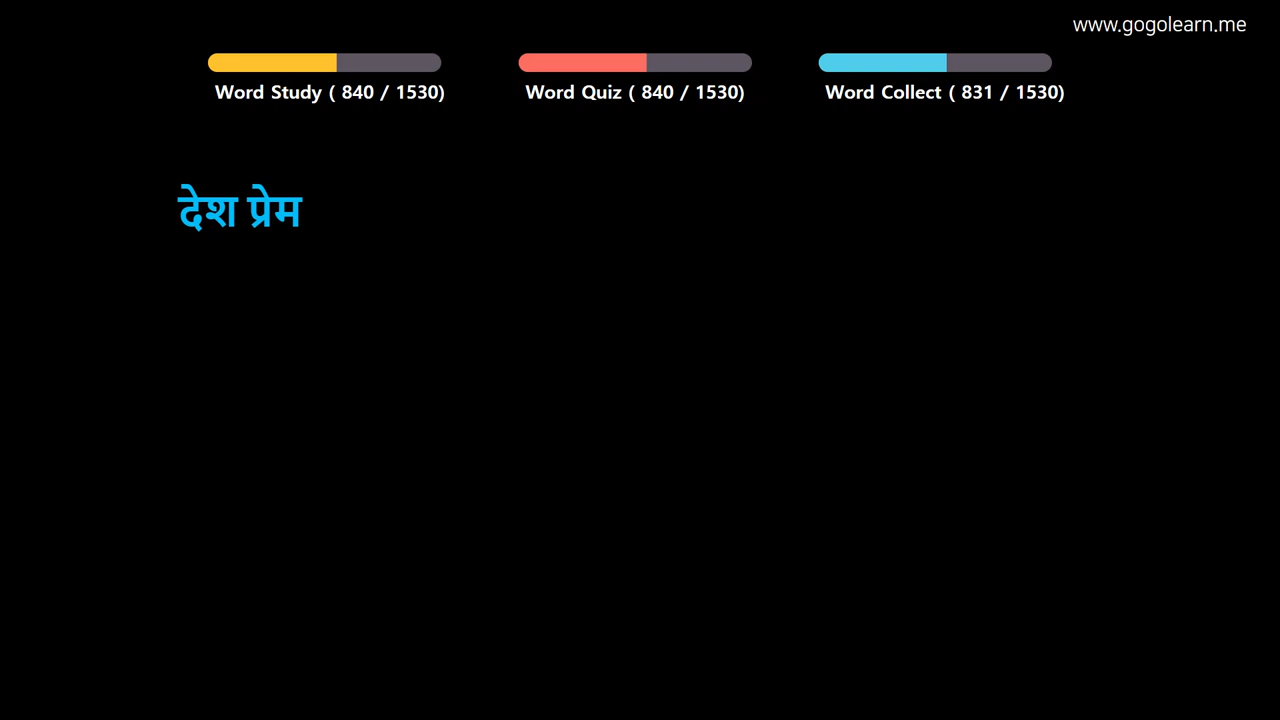 www.gogolearn.me
Word Study ( 840 / 1530)
Word Quiz ( 840 / 1530)
Word Collect ( 831 / 1530)
देश प्रेम